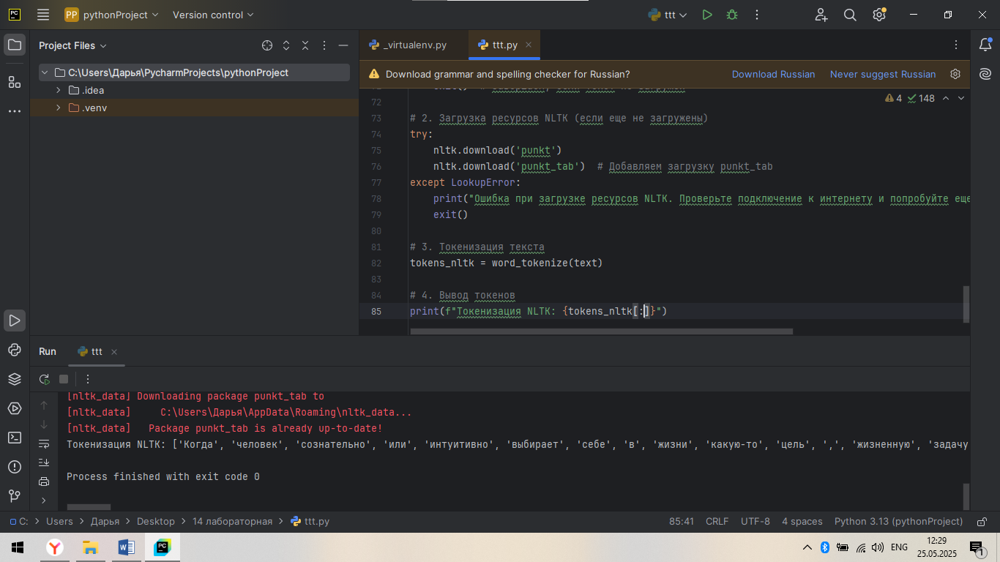 PC
PP pythonProject Version control ttt
Project Files
_virtualenv.py ttt.py
C:\Users\Дарья\PycharmProjects\pythonProject
.idea
.venv
Download grammar and spelling checker for Russian? Download Russian Never suggest Russian
4 148
72
73 # 2. Загрузка ресурсов NLTK (если еще не загружены)
74 try:
75 nltk.download('punkt')
76 nltk.download('punkt_tab') # Добавляем загрузку punkt_tab
77 except LookupError:
78 print("Ошибка при загрузке ресурсов NLTK. Проверьте подключение к интернету и попробуйте еще
79 exit()
80
81 # 3. Токенизация текста
82 tokens_nltk = word_tokenize(text)
83
84 # 4. Вывод токенов
85 print(f"Токенизация NLTK: {tokens_nltk[:]}")
Run ttt
[nltk_data] Downloading package punkt_tab to
[nltk_data] C:\Users\Дарья\AppData\Roaming\nltk_data...
[nltk_data] Package punkt_tab is already up-to-date!
Токенизация NLTK: ['Когда', 'человек', 'сознательно', 'или', 'интуитивно', 'выбирает', 'себе', 'в', 'жизни', 'какую-то', 'цель', ',', 'жизненную', 'задачу'
Process finished with exit code 0
C: > Users > Дарья > Desktop > 14 лабораторная > ttt.py 85:41 CRLF UTF-8 4 spaces Python 3.13 (pythonProject)
ENG 12:29
25.05.2025 1